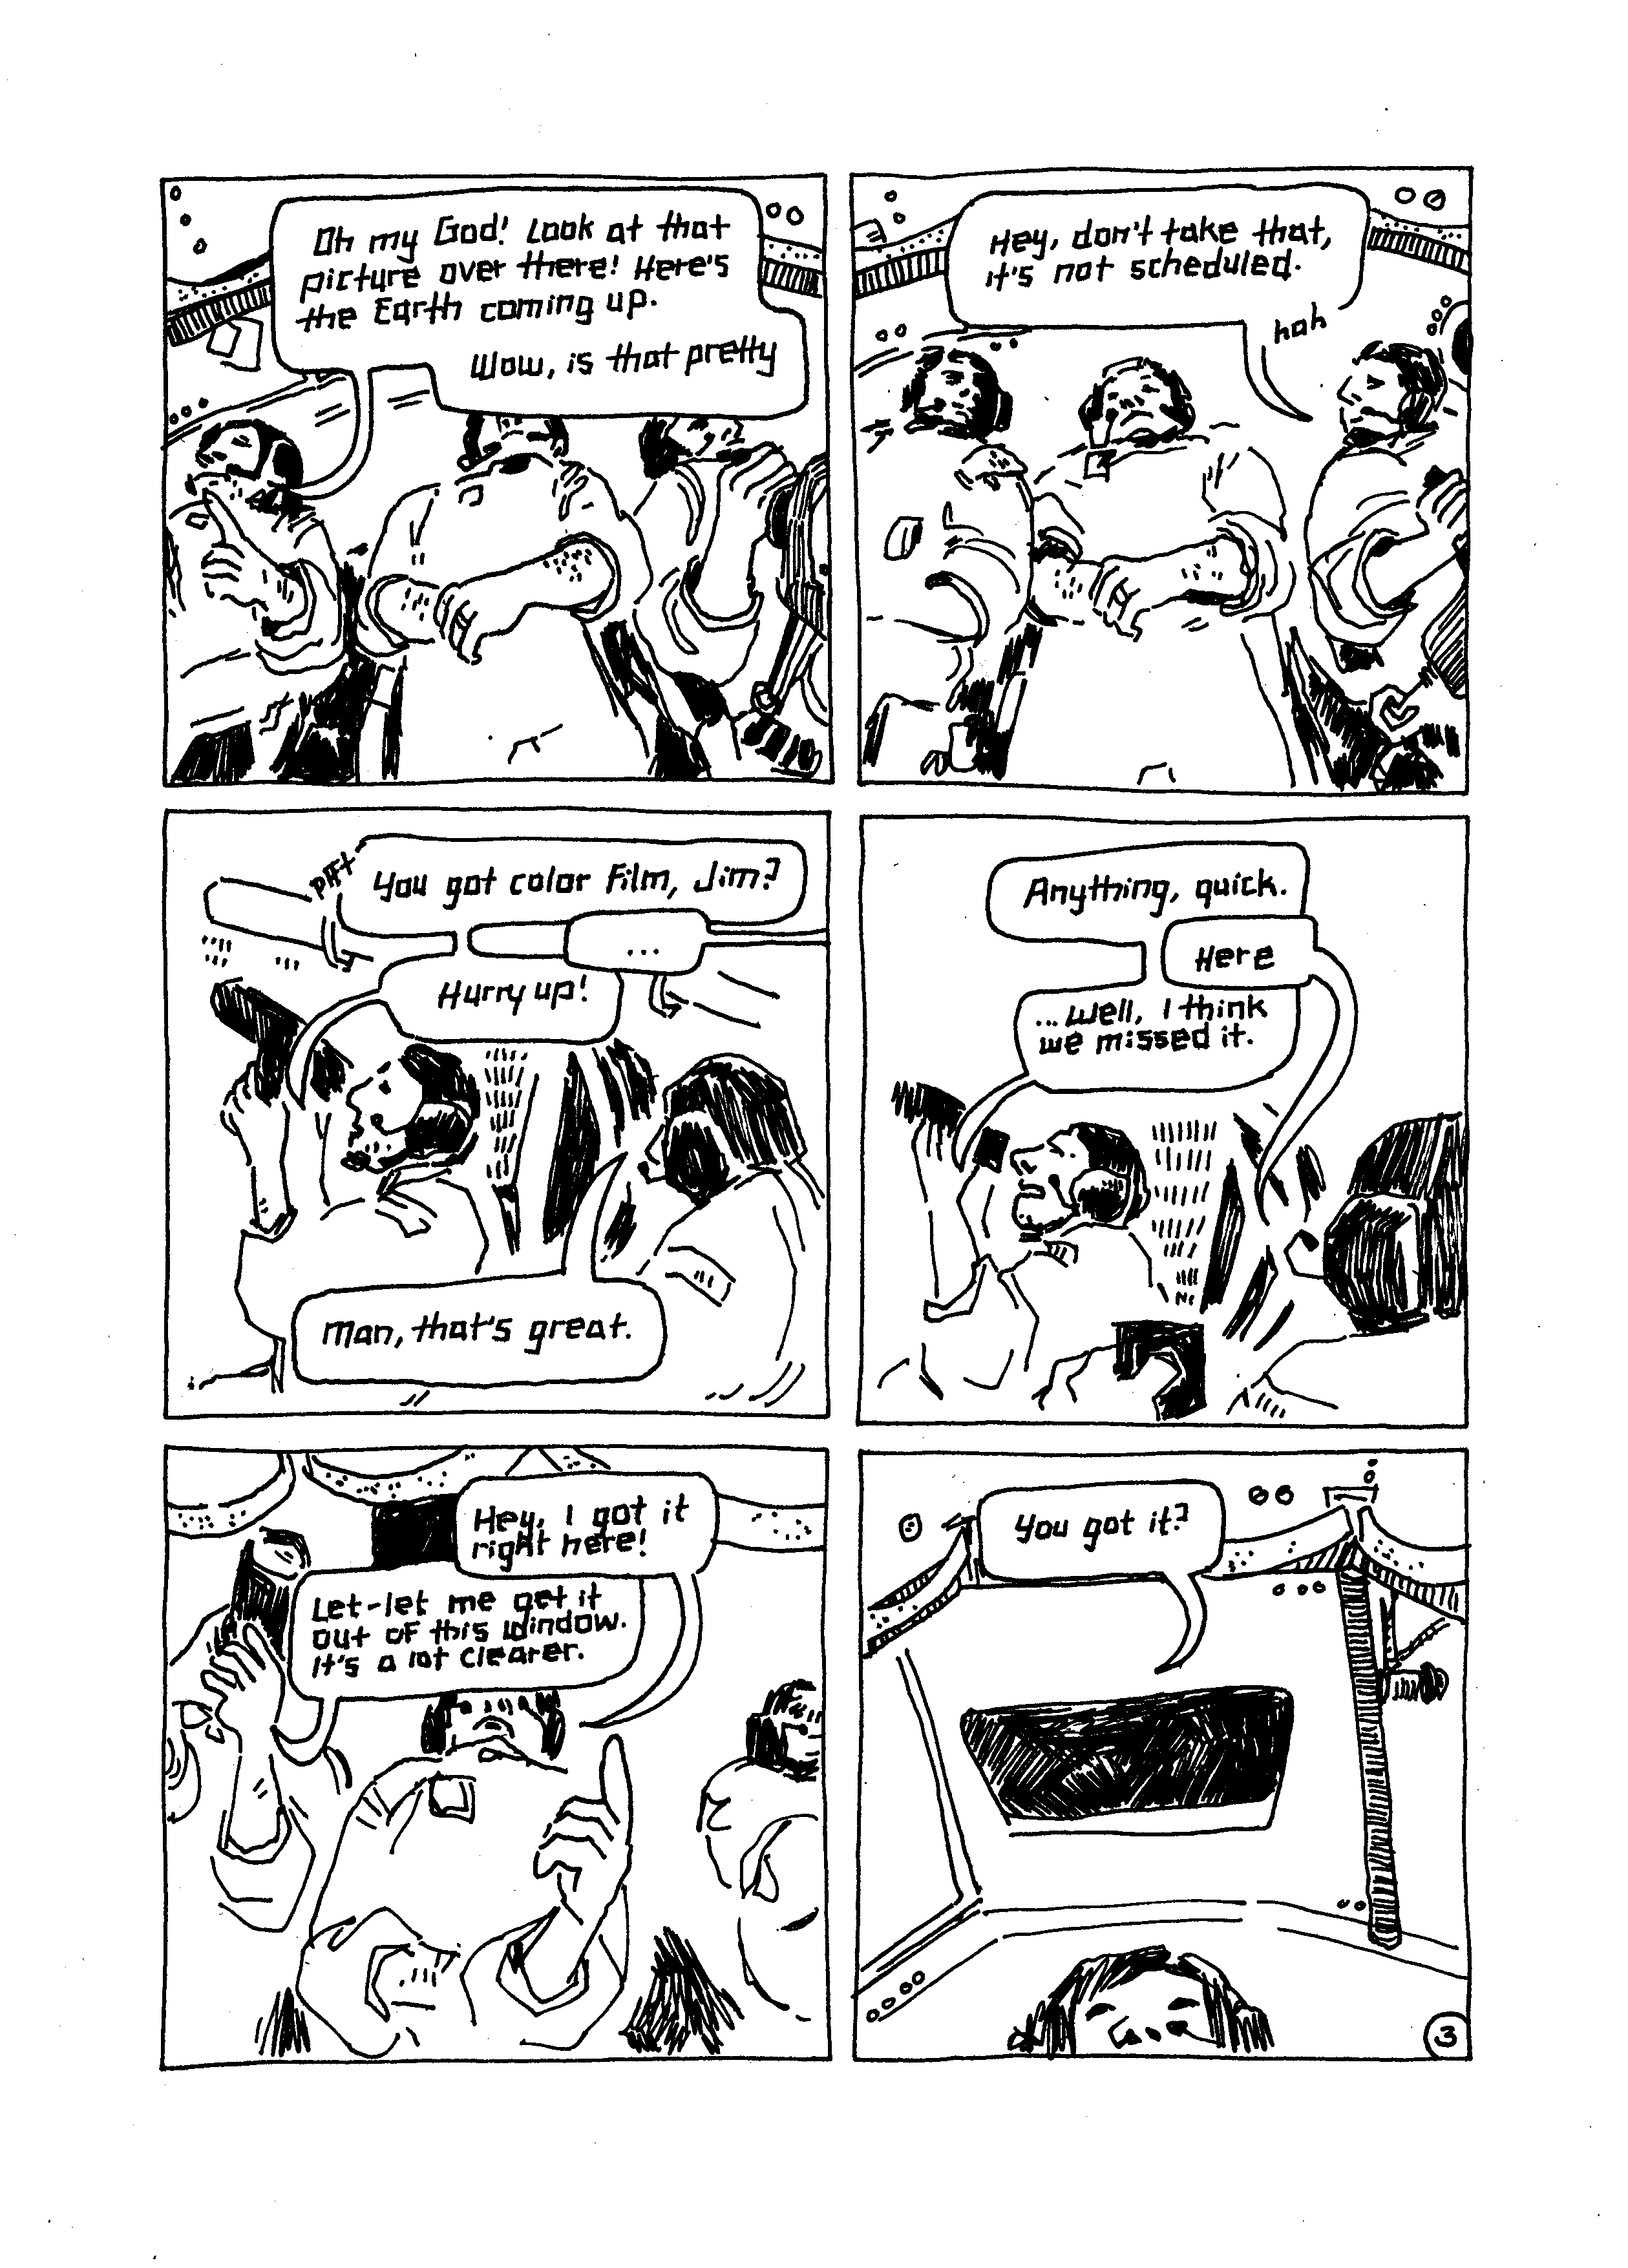 Oh my God! Look at that
picture over there! Here's
the Earth coming up.
Wow, is that pretty
Hey, don't take that,
it's not scheduled.
hah
pfft
You got color film, Jim?
...
Hurry up!
Man, that's great.
Anything, quick.
Here
...Well, I think
we missed it.
Hey, I got it
right here!
Let-let me get it
out of this window.
It's a lot clearer.
You got it?
3